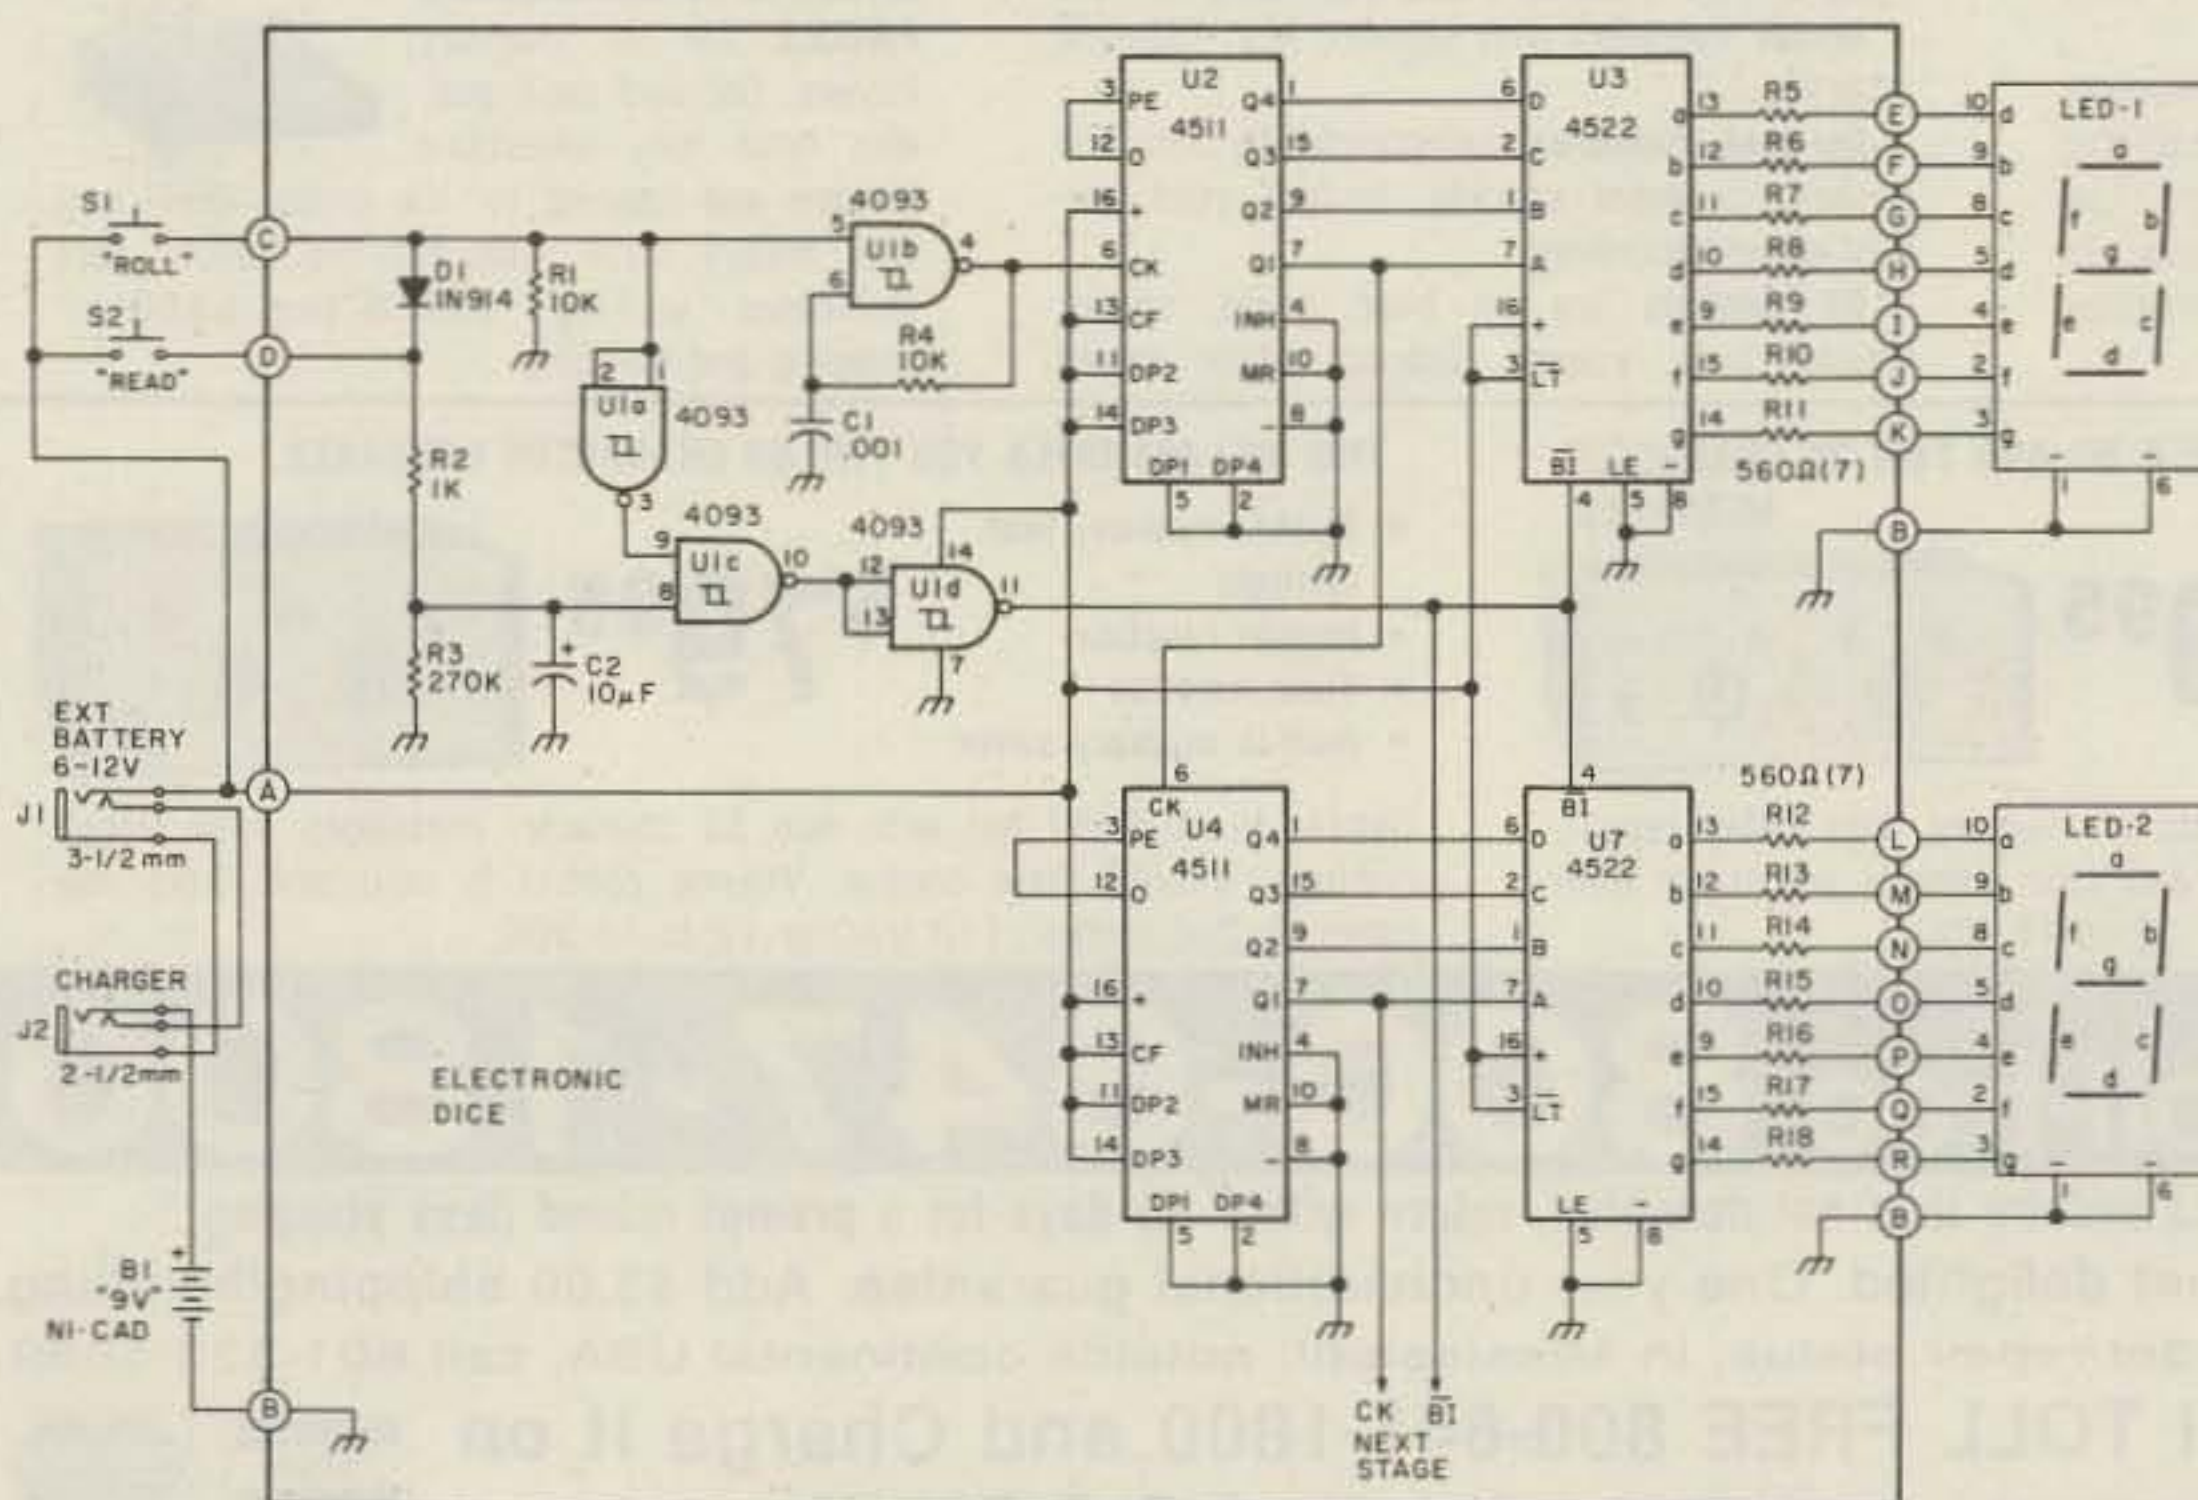 S1
"ROLL"
S2
"READ"
C
D
D1
1N914
R1
10K
R2
1K
R3
270K
C2
10µF
+
4093
U1b
5
6
4
R4
10K
C1
.001
2
1
U1a
4093
3
4093
U1c
9
8
10
4093
U1d
12
13
14
11
7
U2
4511
3 PE
12 0
16 +
6 CK
13 CF
11 DP2
14 DP3
DP1 DP4
5 2
Q4 1
Q3 15
Q2 9
Q1 7
INH 4
MR 10
- 8
U3
4522
6 D
2 C
1 B
7 A
16 +
3 LT
BI LE -
4 5 8
a 13 R5 E 10 d
b 12 R6 F 9 b
c 11 R7 G 8 c
d 10 R8 H 5 d
e 9 R9 I 4 e
f 15 R10 J 2 f
g 14 R11 K 3 g
560Ω(7)
B
LED-1
a
f b
g
e c
d
- -
1 6
EXT
BATTERY
6-12V
J1
3-1/2mm
A
CHARGER
J2
2-1/2mm
B1
"9V"
NI-CAD
+
B
ELECTRONIC
DICE
6
CK
U4
4511
3 PE
12 0
16 +
13 CF
11 DP2
14 DP3
DP1 DP4
5 2
Q4 1
Q3 15
Q2 9
Q1 7
INH 4
MR 10
- 8
4
BI
U7
4522
6 D
2 C
1 B
7 A
16 +
3 LT
LE -
5 8
560Ω(7)
a 13 R12 L 10 a
b 12 R13 M 9 b
c 11 R14 N 8 c
d 10 R15 O 5 d
e 9 R16 P 4 e
f 15 R17 Q 2 f
g 14 R18 R 3 g
B
LED-2
a
f b
g
e c
d
- -
1 6
CK BI
NEXT
STAGE